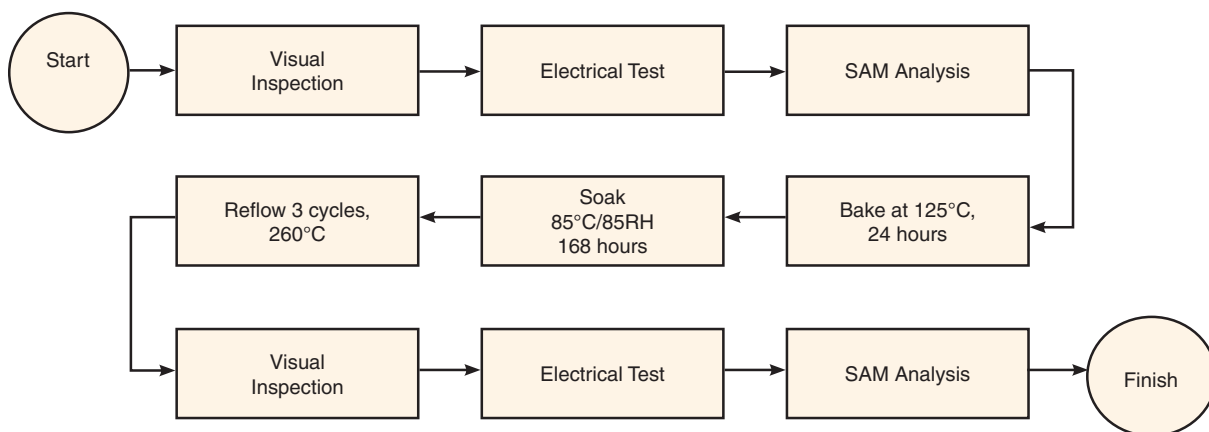 Start
Visual
Inspection
Electrical Test
SAM Analysis
Bake at 125°C,
24 hours
Soak
85°C/85RH
168 hours
Reflow 3 cycles,
260°C
Visual
Inspection
Electrical Test
SAM Analysis
Finish